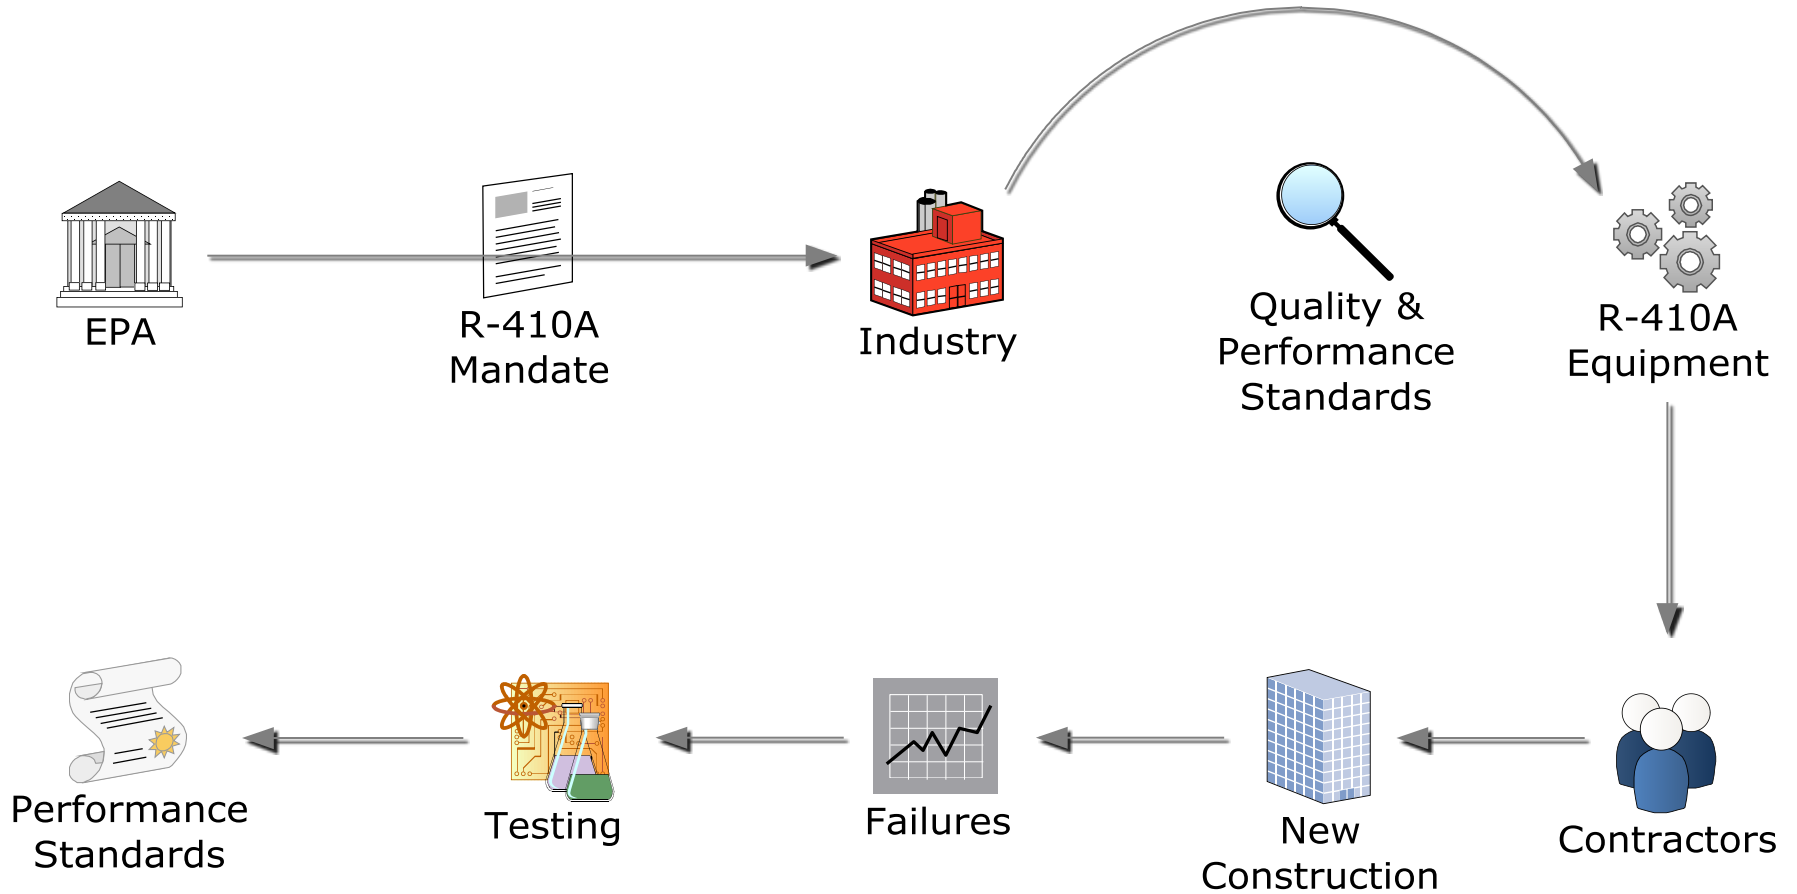 EPA
R-410A
Mandate
Industry
Quality &
Performance
Standards
R-410A
Equipment
Performance
Standards
Testing
Failures
New
Construction
Contractors